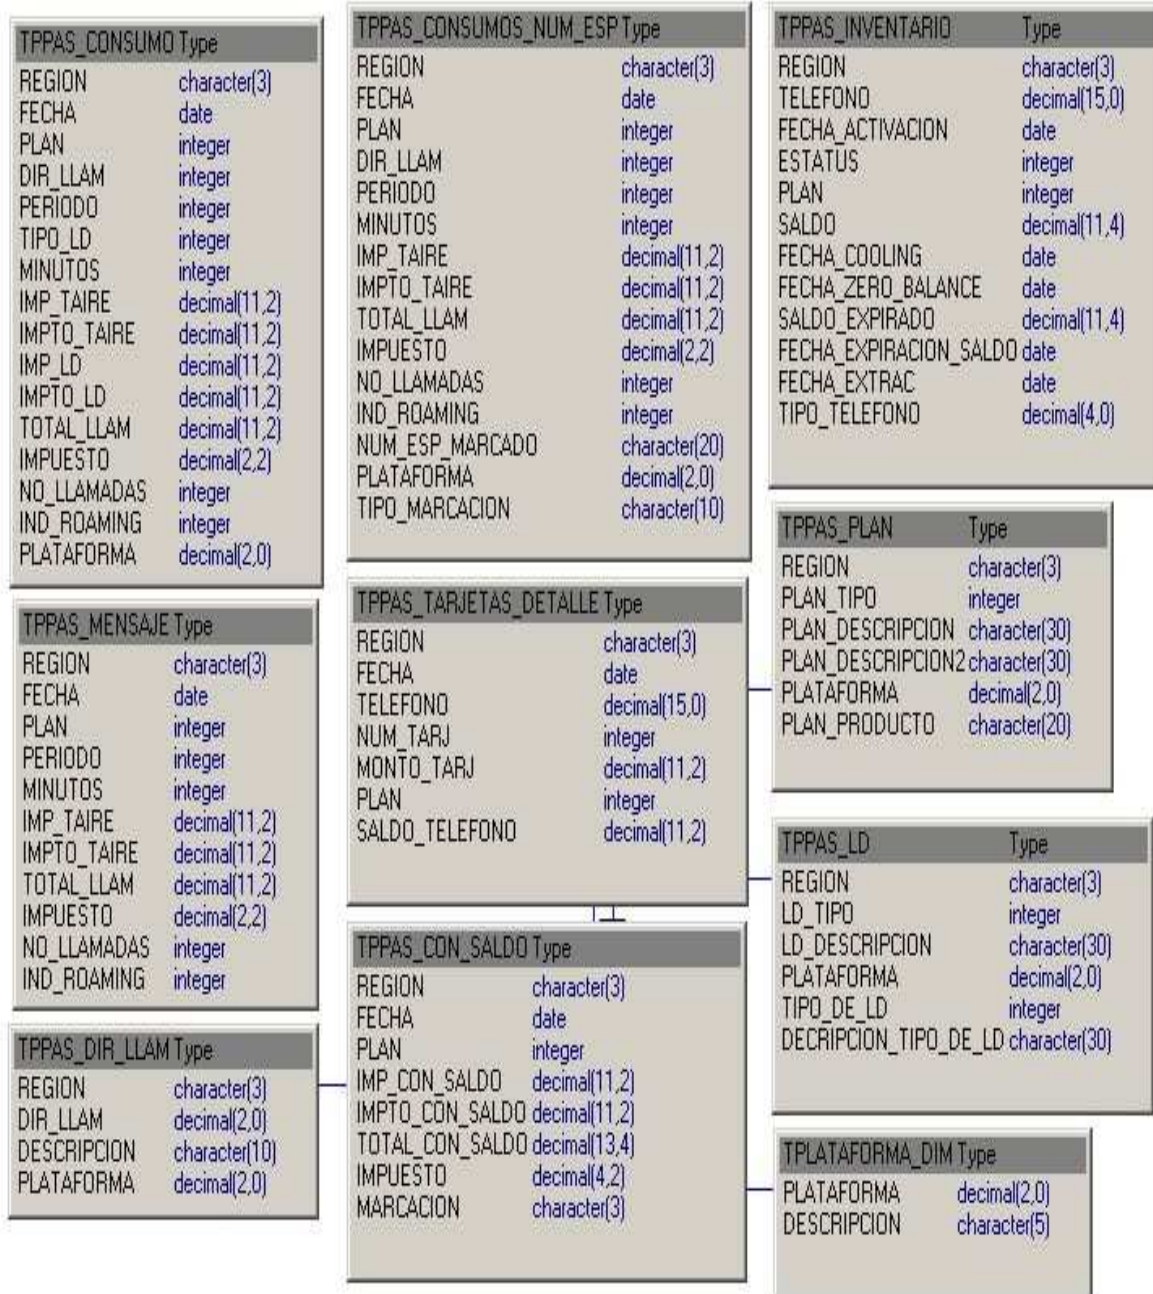 TPPAS_CONSUMO Type
REGION character(3)
FECHA date
PLAN integer
DIR_LLAM integer
PERIODO integer
TIPO_LD integer
MINUTOS integer
IMP_TAIRE decimal(11,2)
IMPTO_TAIRE decimal(11,2)
IMP_LD decimal(11,2)
IMPTO_LD decimal(11,2)
TOTAL_LLAM decimal(11,2)
IMPUESTO decimal(2,2)
NO_LLAMADAS integer
IND_ROAMING integer
PLATAFORMA decimal(2,0)
TPPAS_CONSUMOS_NUM_ESP Type
REGION character(3)
FECHA date
PLAN integer
DIR_LLAM integer
PERIODO integer
MINUTOS integer
IMP_TAIRE decimal(11,2)
IMPTO_TAIRE decimal(11,2)
TOTAL_LLAM decimal(11,2)
IMPUESTO decimal(2,2)
NO_LLAMADAS integer
IND_ROAMING integer
NUM_ESP_MARCADO character(20)
PLATAFORMA decimal(2,0)
TIPO_MARCACION character(10)
TPPAS_INVENTARIO Type
REGION character(3)
TELEFONO decimal(15,0)
FECHA_ACTIVACION date
ESTATUS integer
PLAN integer
SALDO decimal(11,4)
FECHA_COOLING date
FECHA_ZERO_BALANCE date
SALDO_EXPIRADO decimal(11,4)
FECHA_EXPIRACION_SALDO date
FECHA_EXTRAC date
TIPO_TELEFONO decimal(4,0)
TPPAS_MENSAJE Type
REGION character(3)
FECHA date
PLAN integer
PERIODO integer
MINUTOS integer
IMP_TAIRE decimal(11,2)
IMPTO_TAIRE decimal(11,2)
TOTAL_LLAM decimal(11,2)
IMPUESTO decimal(2,2)
NO_LLAMADAS integer
IND_ROAMING integer
TPPAS_TARJETAS_DETALLE Type
REGION character(3)
FECHA date
TELEFONO decimal(15,0)
NUM_TARJ integer
MONTO_TARJ decimal(11,2)
PLAN integer
SALDO_TELEFONO decimal(11,2)
TPPAS_PLAN Type
REGION character(3)
PLAN_TIPO integer
PLAN_DESCRIPCION character(30)
PLAN_DESCRIPCION2 character(30)
PLATAFORMA decimal(2,0)
PLAN_PRODUCTO character(20)
TPPAS_LD Type
REGION character(3)
LD_TIPO integer
LD_DESCRIPCION character(30)
PLATAFORMA decimal(2,0)
TIPO_DE_LD integer
DECRIPCION_TIPO_DE_LD character(30)
TPPAS_DIR_LLAM Type
REGION character(3)
DIR_LLAM decimal(2,0)
DESCRIPCION character(10)
PLATAFORMA decimal(2,0)
TPPAS_CON_SALDO Type
REGION character(3)
FECHA date
PLAN integer
IMP_CON_SALDO decimal(11,2)
IMPTO_CON_SALDO decimal(11,2)
TOTAL_CON_SALDO decimal(13,4)
IMPUESTO decimal(4,2)
MARCACION character(3)
TPLATAFORMA_DIM Type
PLATAFORMA decimal(2,0)
DESCRIPCION character(5)